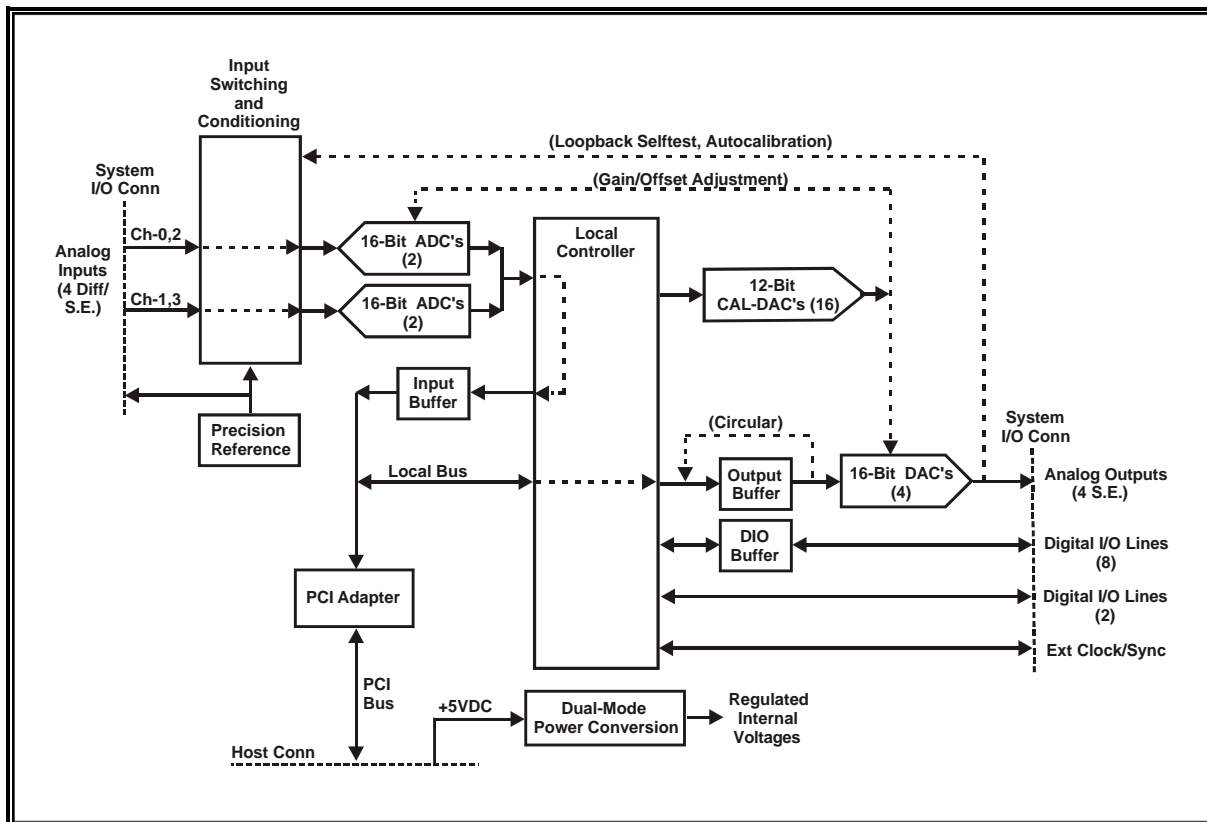 Input
Switching
and
Conditioning
(Loopback Selftest, Autocalibration)
System
I/O Conn
(Gain/Offset Adjustment)
Analog
Inputs
(4 Diff/
S.E.)
Ch-0,2
Ch-1,3
16-Bit ADC's
(2)
16-Bit ADC's
(2)
Local
Controller
12-Bit
CAL-DAC's (16)
Input
Buffer
Precision
Reference
Local Bus
(Circular)
Output
Buffer
16-Bit DAC's
(4)
System
I/O Conn
Analog Outputs
(4 S.E.)
DIO
Buffer
Digital I/O Lines
(8)
Digital I/O Lines
(2)
Ext Clock/Sync
PCI Adapter
PCI
Bus
+5VDC
Dual-Mode
Power Conversion
Regulated
Internal
Voltages
Host Conn